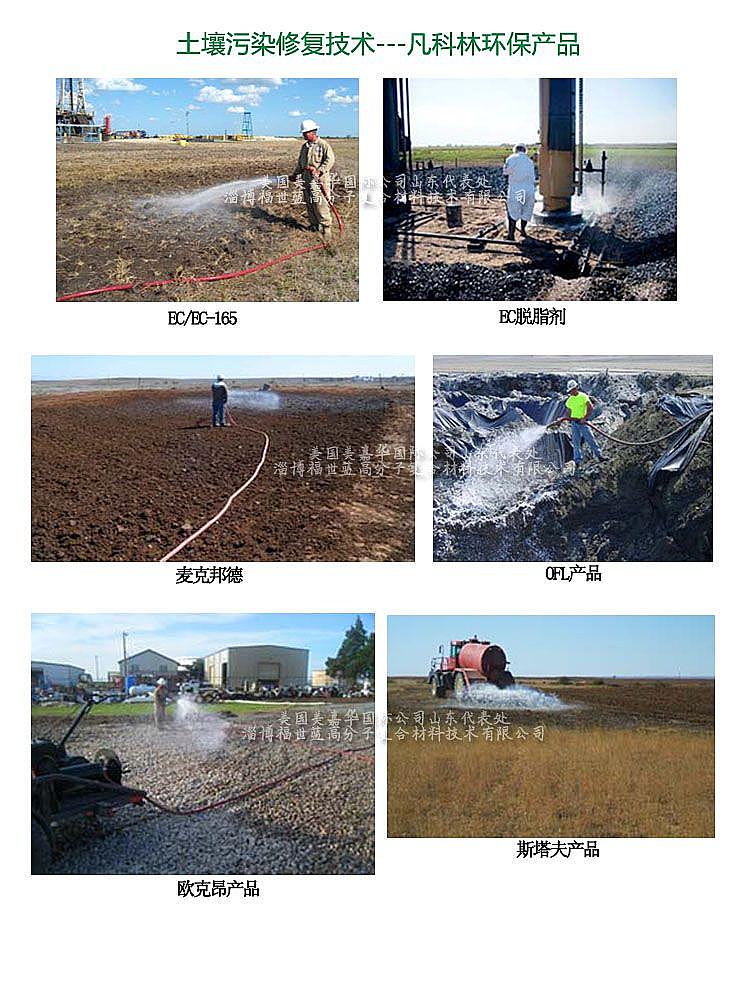 土壤污染修复技术---凡科林环保产品
美国美嘉华国际公司山东代表处
淄博福世蓝高分子复合材料技术有限公司
EC/EC-165
EC脱脂剂
美国美嘉华国际公司山东代表处
淄博福世蓝高分子复合材料技术有限公司
麦克邦德
OFL产品
美国美嘉华国际公司山东代表处
淄博福世蓝高分子复合材料技术有限公司
欧克昂产品
斯塔夫产品